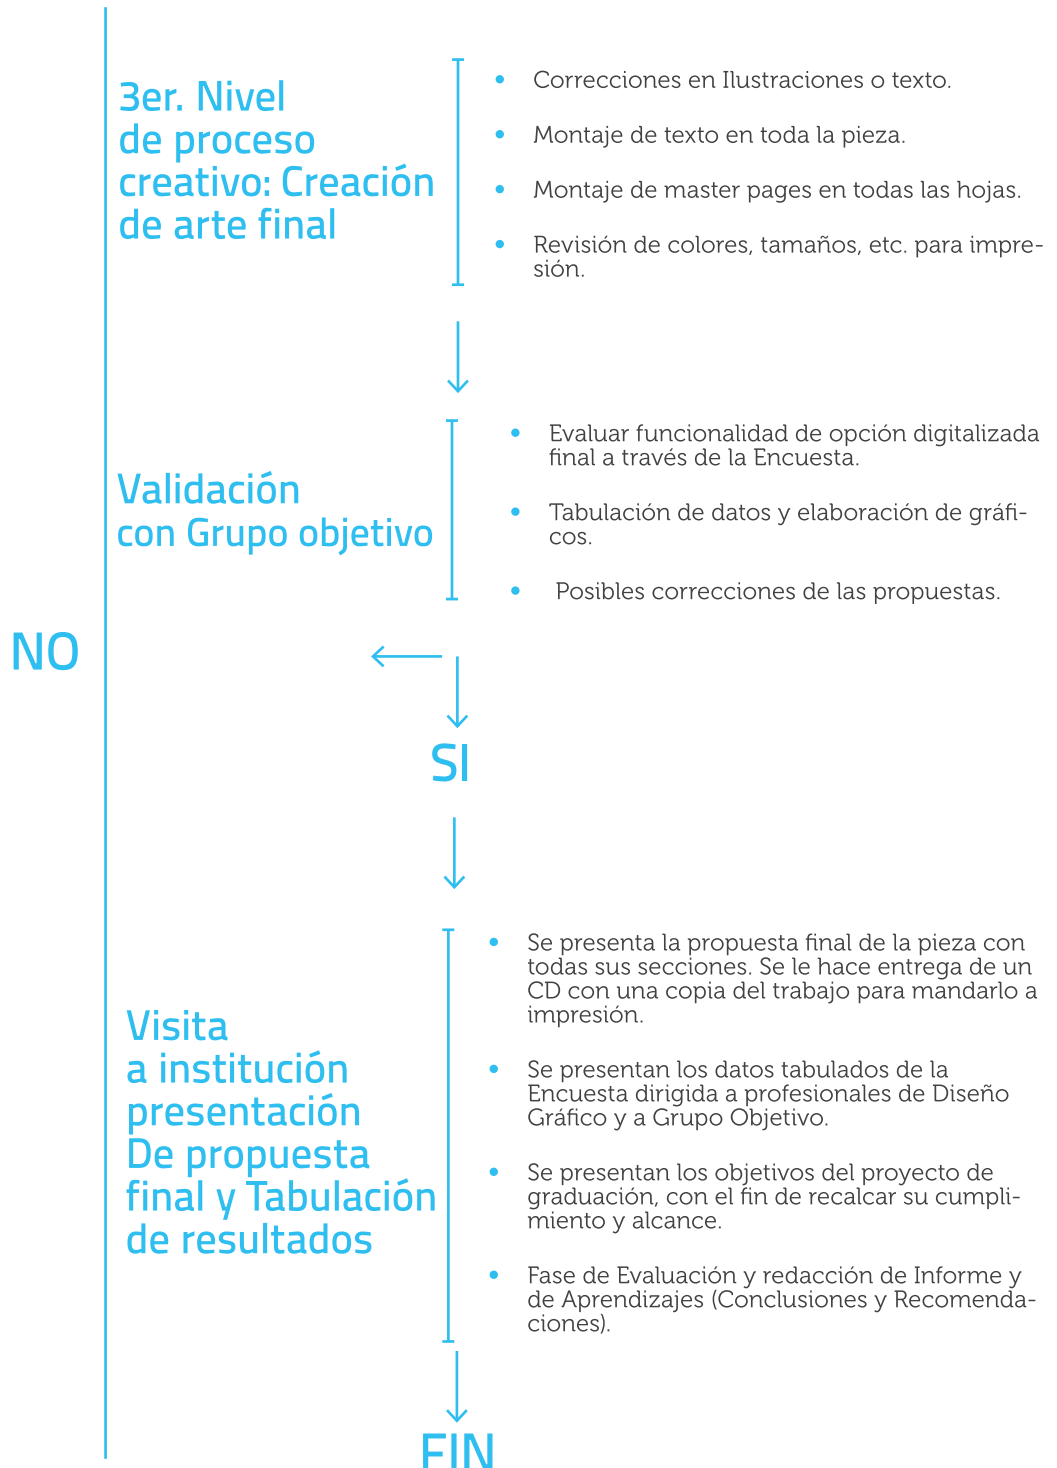 3er. Nivel
de proceso
creativo: Creación
de arte final
• Correcciones en Ilustraciones o texto.
• Montaje de texto en toda la pieza.
• Montaje de master pages en todas las hojas.
• Revisión de colores, tamaños, etc. para impre-
sión.
Validación
con Grupo objetivo
• Evaluar funcionalidad de opción digitalizada
final a través de la Encuesta.
• Tabulación de datos y elaboración de gráfi-
cos.
• Posibles correcciones de las propuestas.
NO
SI
Visita
a institución
presentación
De propuesta
final y Tabulación
de resultados
• Se presenta la propuesta final de la pieza con
todas sus secciones. Se le hace entrega de un
CD con una copia del trabajo para mandarlo a
impresión.
• Se presentan los datos tabulados de la
Encuesta dirigida a profesionales de Diseño
Gráfico y a Grupo Objetivo.
• Se presentan los objetivos del proyecto de
graduación, con el fin de recalcar su cumpli-
miento y alcance.
• Fase de Evaluación y redacción de Informe y
de Aprendizajes (Conclusiones y Recomenda-
ciones).
FIN